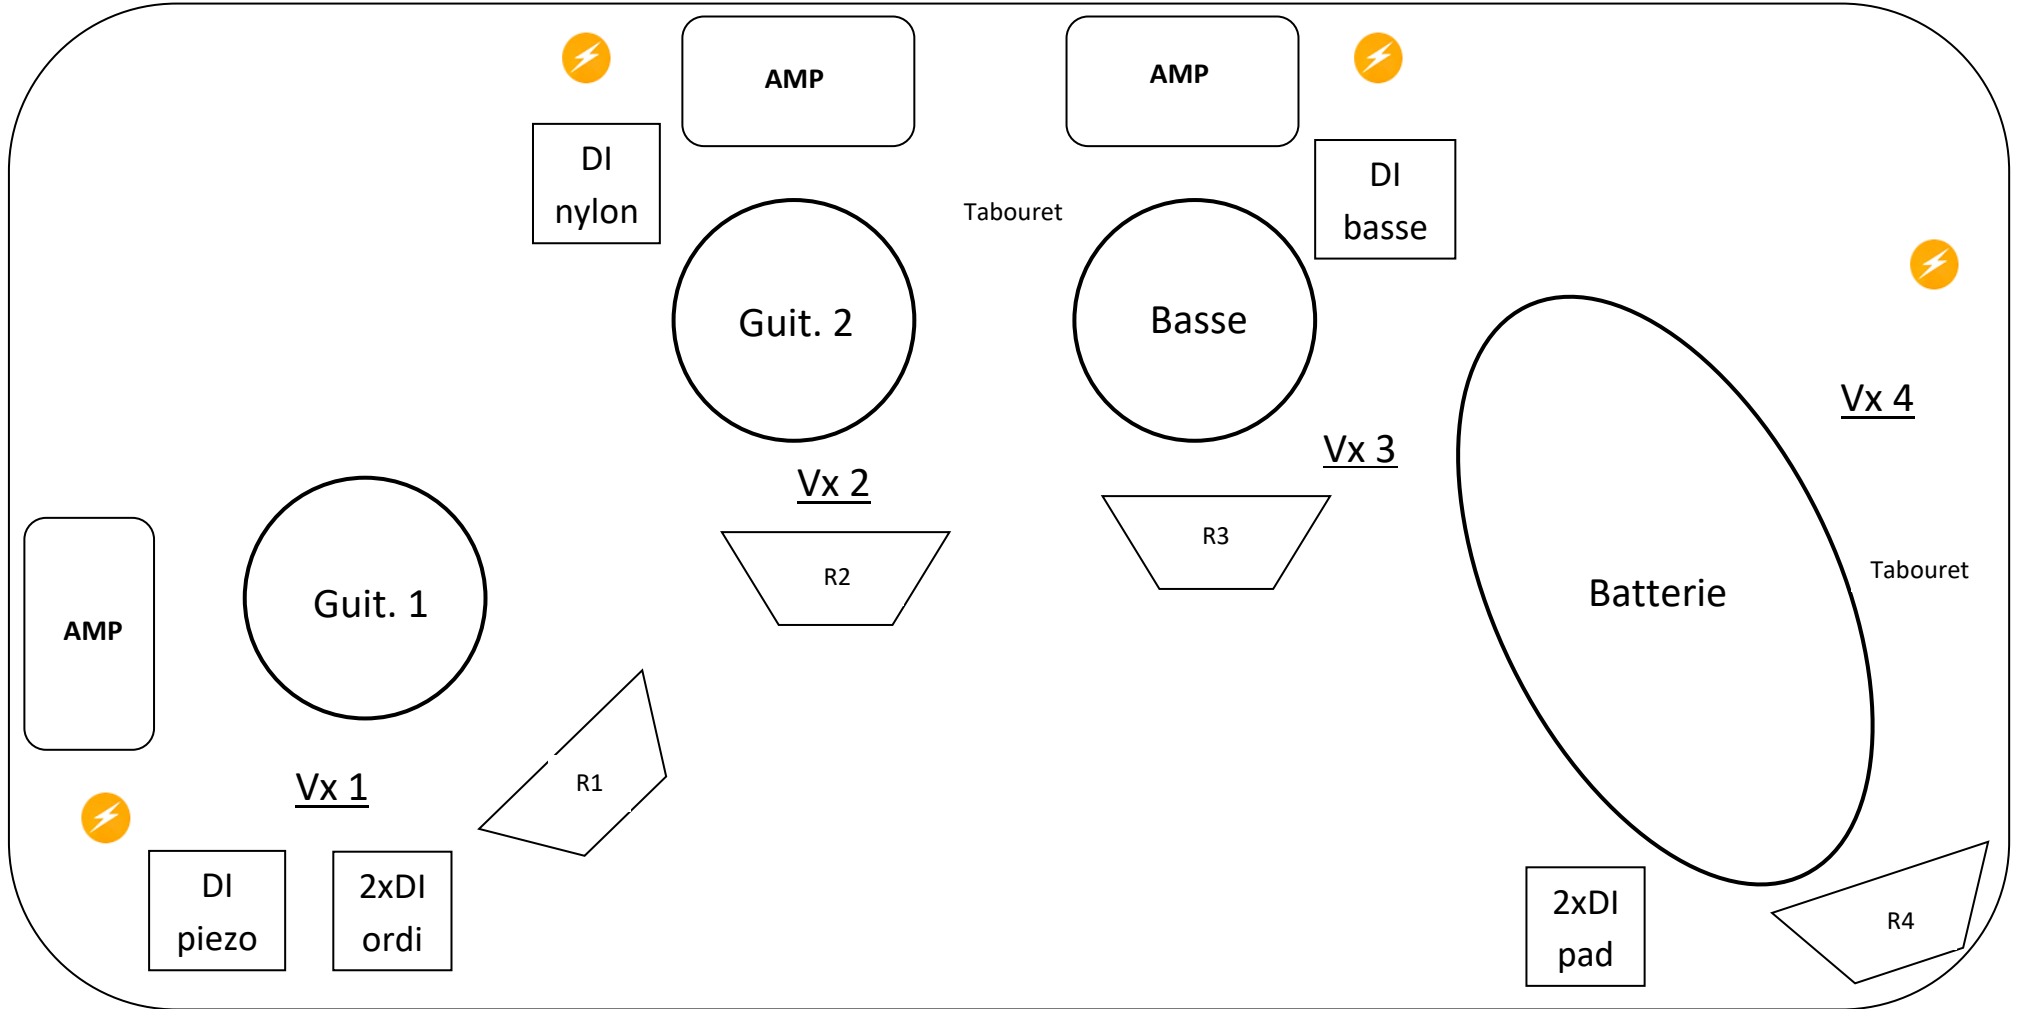 AMP
AMP
DI
nylon
DI
basse
Tabouret
Guit. 2
Basse
Vx 4
Vx 3
Vx 2
R3
R2
Tabouret
Batterie
Guit. 1
AMP
R1
Vx 1
DI
piezo
2xDI
ordi
2xDI
pad
R4